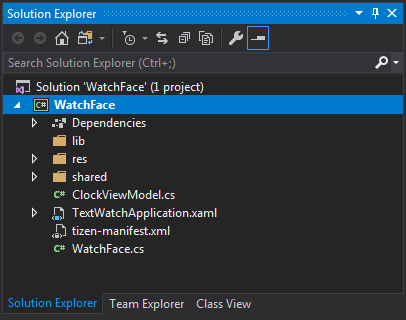 Solution Explorer
Search Solution Explorer (Ctrl+;)
Solution 'WatchFace' (1 project)
C# WatchFace
Dependencies
lib
res
shared
C# ClockViewModel.cs
TextWatchApplication.xaml
tizen-manifest.xml
C# WatchFace.cs
Solution Explorer Team Explorer Class View